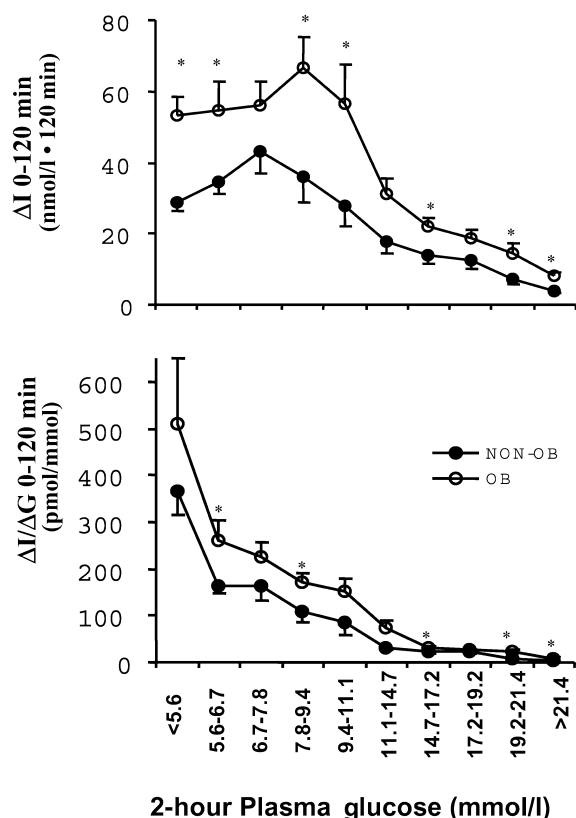 80
60
40
20
0
ΔI 0-120 min
(nmol/l • 120 min)
* * * * * * *
600
500
400
300
200
100
0
ΔI/ΔG 0-120 min
(pmol/mmol)
NON-OB
OB
* * * * *
<5.6
5.6-6.7
6.7-7.8
7.8-9.4
9.4-11.1
11.1-14.7
14.7-17.2
17.2-19.2
19.2-21.4
>21.4
2-hour Plasma glucose (mmol/l)